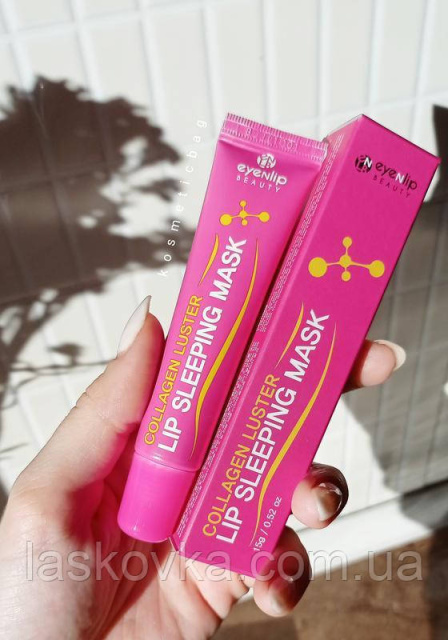 eyeNlip
BEAUTY
COLLAGEN LUSTER
LIP SLEEPING MASK
eyeNlip
BEAUTY
COLLAGEN LUSTER
LIP SLEEPING MASK
15g / 0.52 oz
kosmeticbag
laskovka.com.ua